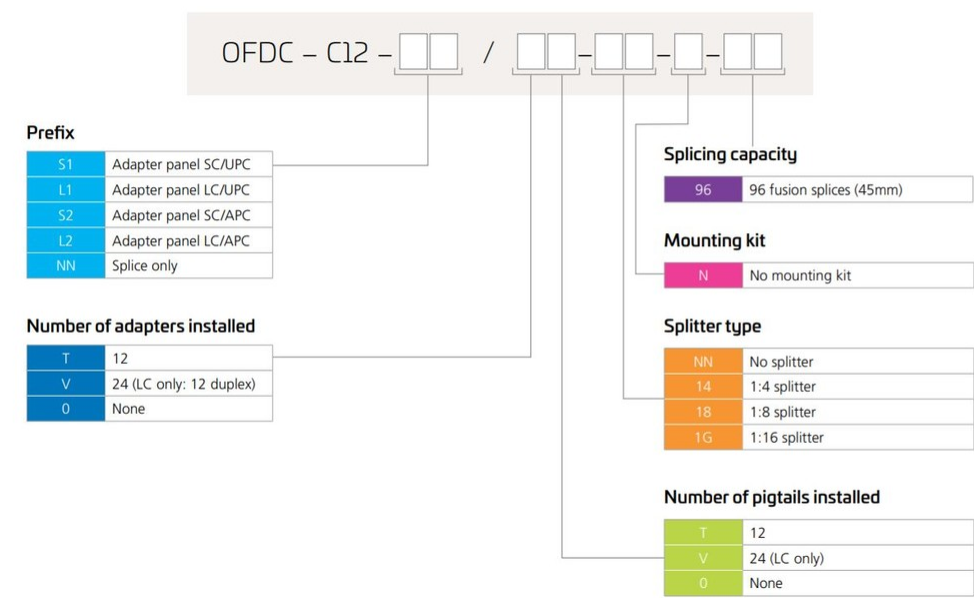 OFDC – C12 – / - - -
Prefix
S1 Adapter panel SC/UPC
L1 Adapter panel LC/UPC
S2 Adapter panel SC/APC
L2 Adapter panel LC/APC
NN Splice only
Number of adapters installed
T 12
V 24 (LC only: 12 duplex)
0 None
Splicing capacity
96 96 fusion splices (45mm)
Mounting kit
N No mounting kit
Splitter type
NN No splitter
14 1:4 splitter
18 1:8 splitter
1G 1:16 splitter
Number of pigtails installed
T 12
V 24 (LC only)
0 None